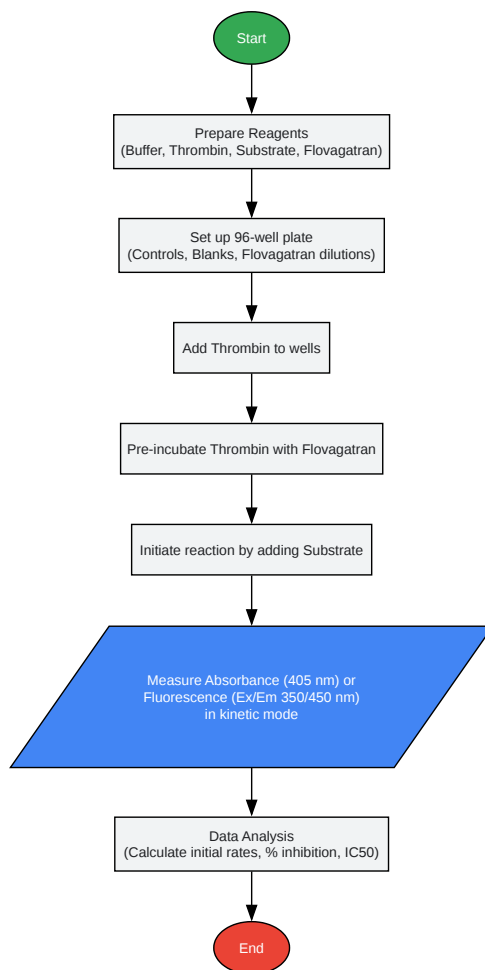 Start
Prepare Reagents
(Buffer, Thrombin, Substrate, Flovagatran)
Set up 96-well plate
(Controls, Blanks, Flovagatran dilutions)
Add Thrombin to wells
Pre-incubate Thrombin with Flovagatran
Initiate reaction by adding Substrate
Measure Absorbance (405 nm) or
Fluorescence (Ex/Em 350/450 nm)
in kinetic mode
Data Analysis
(Calculate initial rates, % inhibition, IC50)
End